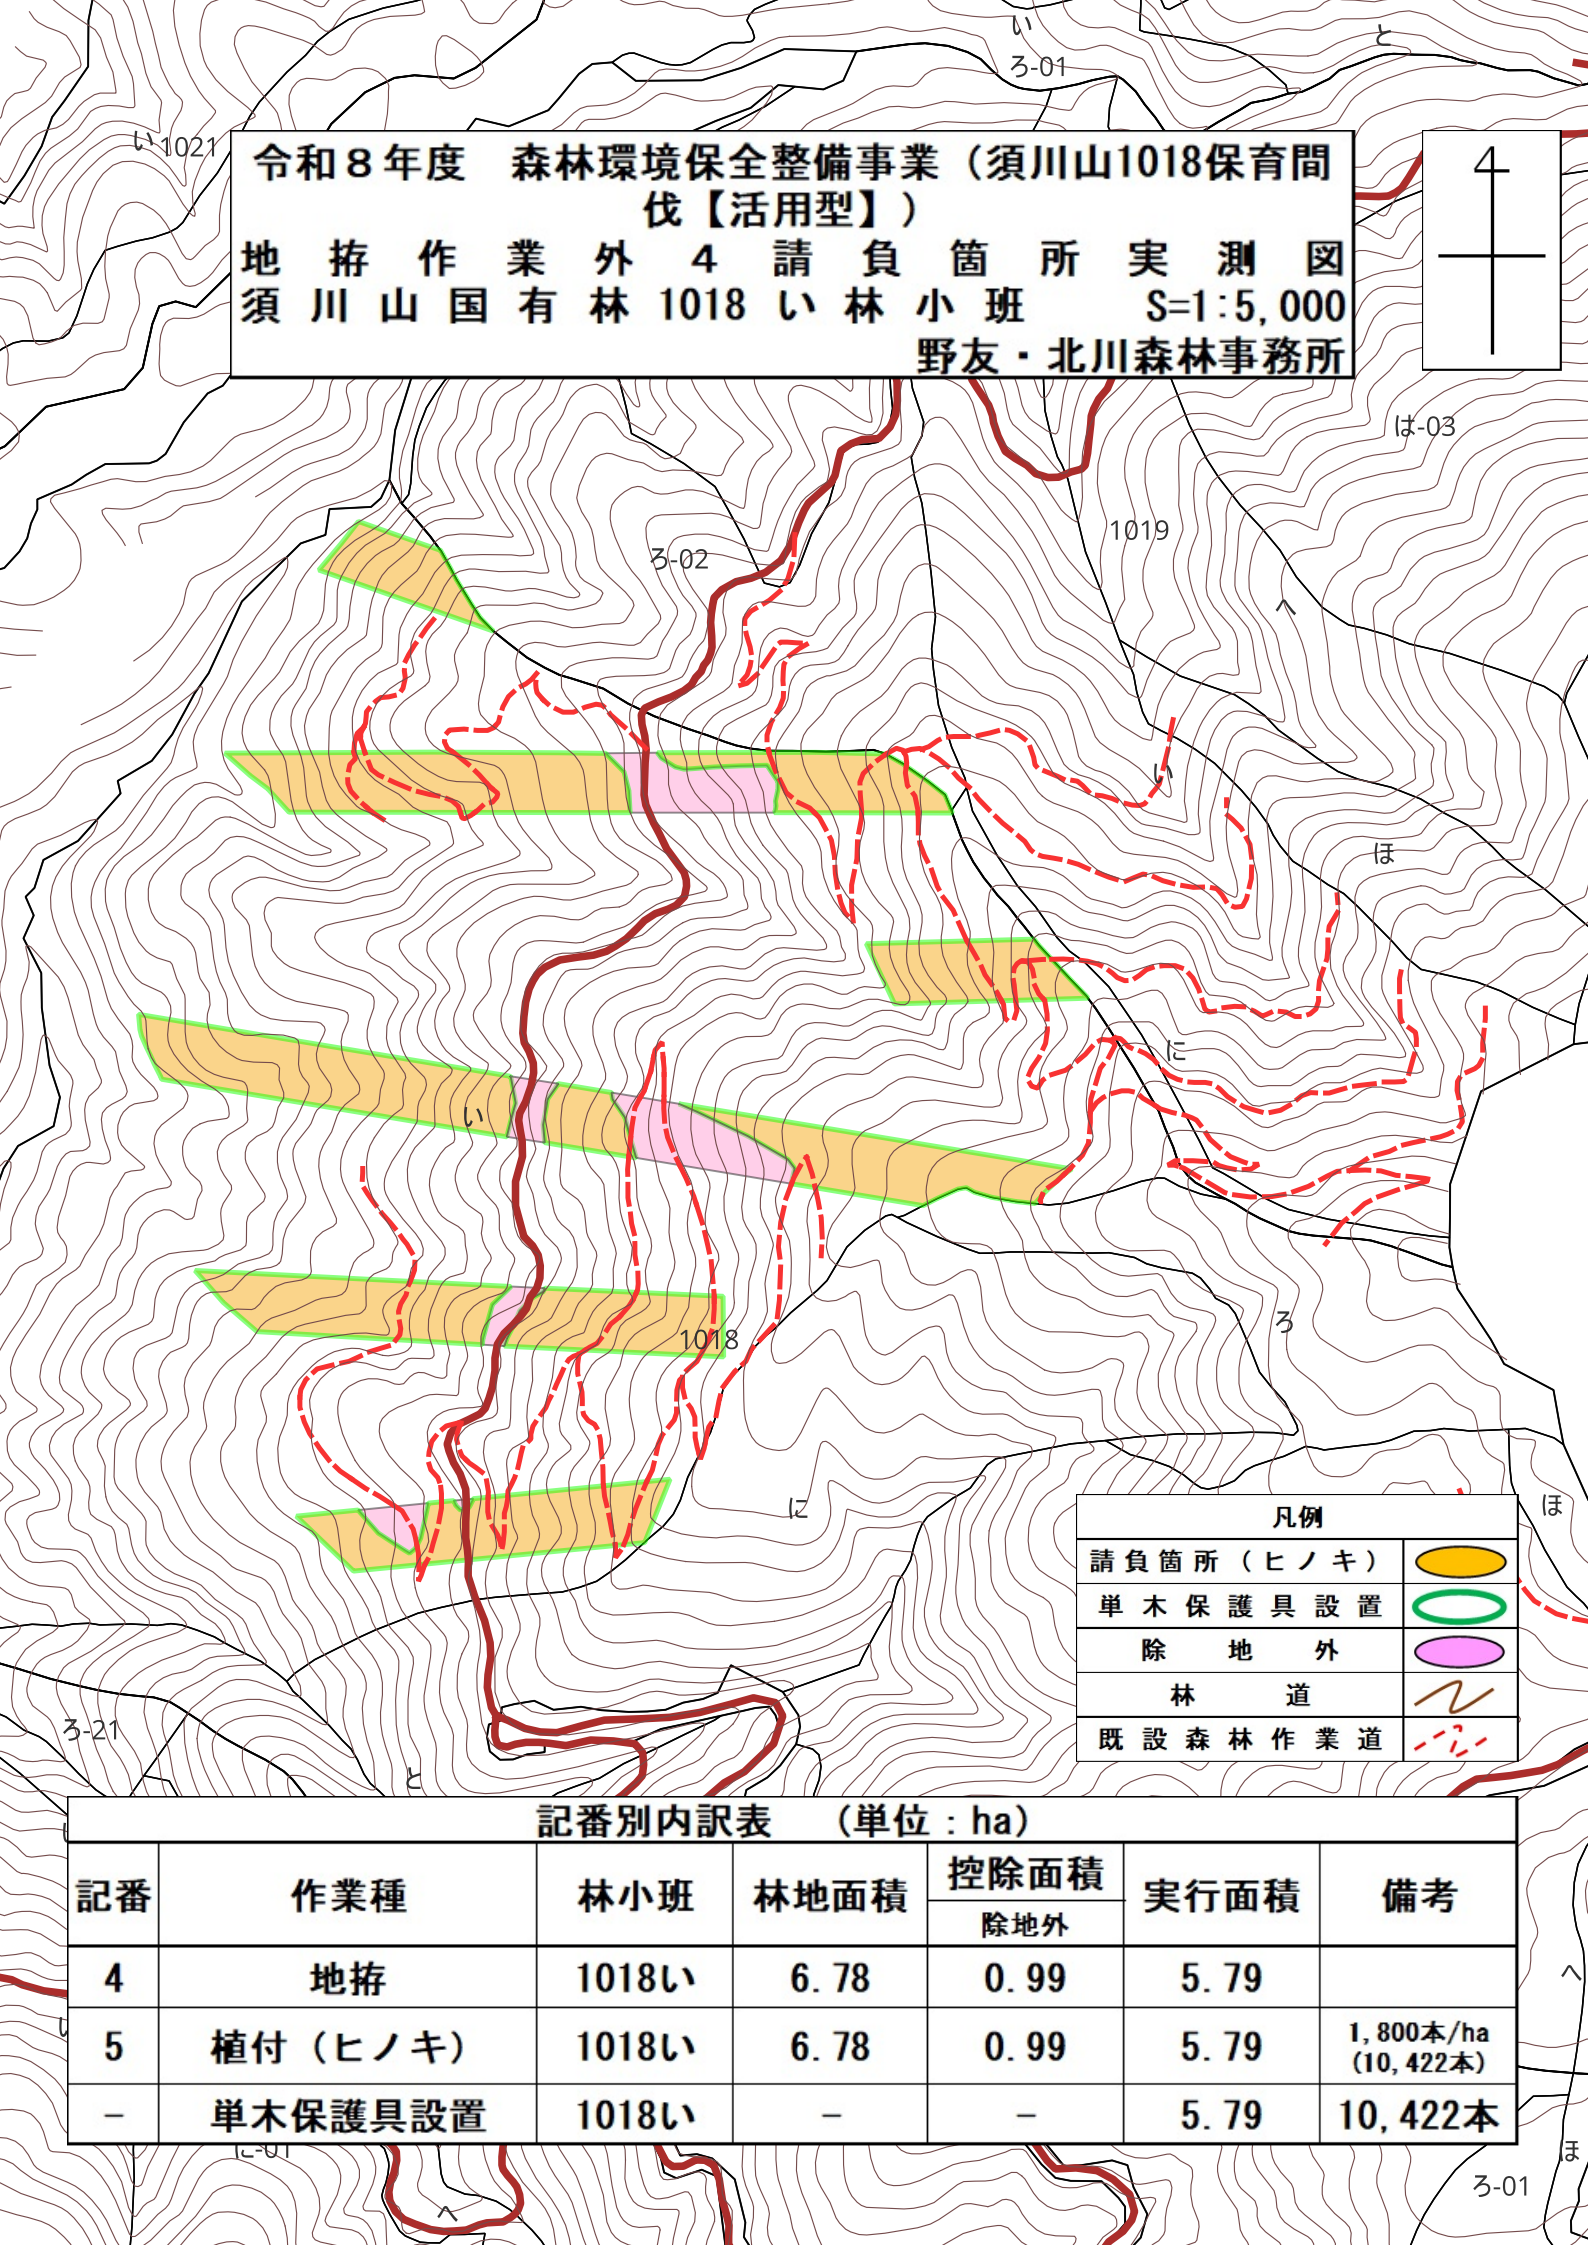 い
と
ろ-01
い 1021
令和８年度　森林環境保全整備事業（須川山1018保育間
伐【活用型】）
地拵作業外４請負箇所実測図
須川山国有林1018い林小班　S=1:5,000
野友・北川森林事務所
4
は-03
1019
ろ-02
へ
い
ほ
に
い
ろ
1018
に
ほ
凡例
請負箇所（ヒノキ）
単木保護具設置
除地外
林道
既設森林作業道
ろ-21
と
記番別内訳表　（単位：ha）
記番 作業種 林小班 林地面積 控除面積 実行面積 備考
除地外
4 地拵 1018い 6.78 0.99 5.79
5 植付（ヒノキ） 1018い 6.78 0.99 5.79 1,800本/ha
(10,422本)
− 単木保護具設置 1018い − − 5.79 10,422本
へ
に-01
ほ
ろ-01
へ